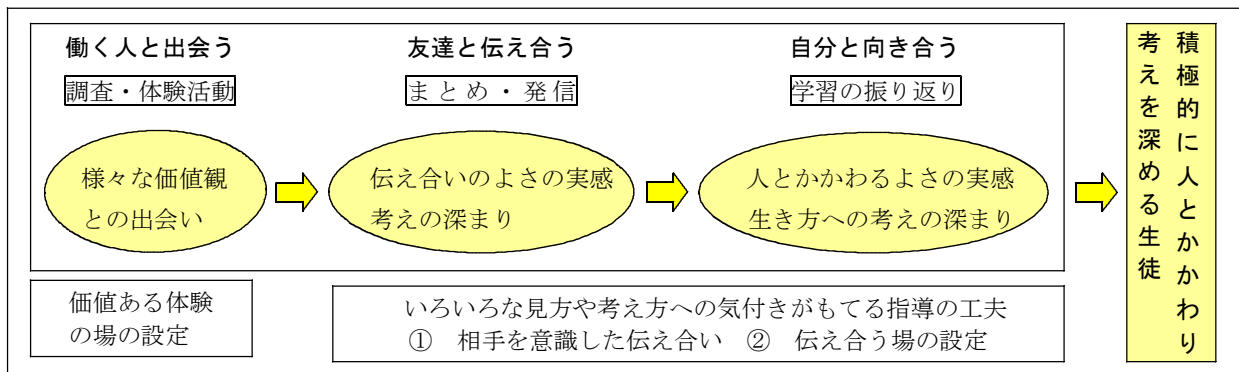 働く人と出会う
調査・体験活動
様々な価値観
との出会い
友達と伝え合う
まとめ・発信
伝え合いのよさの実感
考えの深まり
自分と向き合う
学習の振り返り
人とかかわるよさの実感
生き方への考えの深まり
積極的に人とかかわり
考えを深める生徒
価値ある体験
の場の設定
いろいろな見方や考え方への気付きがもてる指導の工夫
① 相手を意識した伝え合い ② 伝え合う場の設定